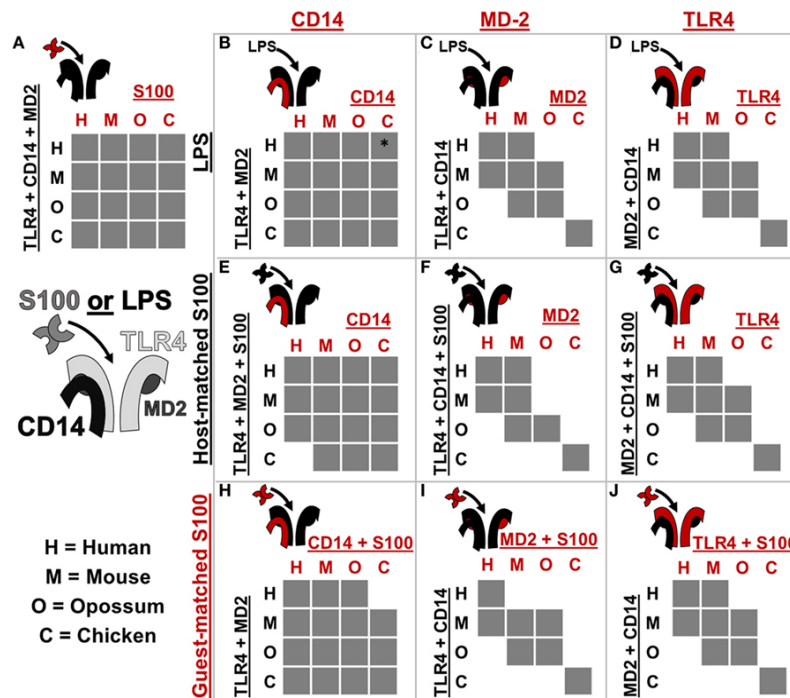 CD14 MD-2 TLR4
A
S100
H M O C
TLR4 + CD14 + MD2
H
M
O
C
LPS
B
LPS
CD14
H M O C
TLR4 + MD2
H *
M
O
C
C
LPS
MD2
H M O C
TLR4 + CD14
H
M
O
C
D
LPS
TLR4
H M O C
MD2 + CD14
H
M
O
C
S100 or LPS
TLR4
CD14
MD2
Host-matched S100
E
CD14
H M O C
TLR4 + MD2 + S100
H
M
O
C
F
MD2
H M O C
TLR4 + CD14 + S100
H
M
O
C
G
TLR4
H M O C
MD2 + CD14 + S100
H
M
O
C
H = Human
M = Mouse
O = Opossum
C = Chicken
Guest-matched S100
H
CD14 + S100
H M O C
TLR4 + MD2
H
M
O
C
I
MD2 + S100
H M O C
TLR4 + CD14
H
M
O
C
J
TLR4 + S100
H M O C
MD2 + CD14
H
M
O
C